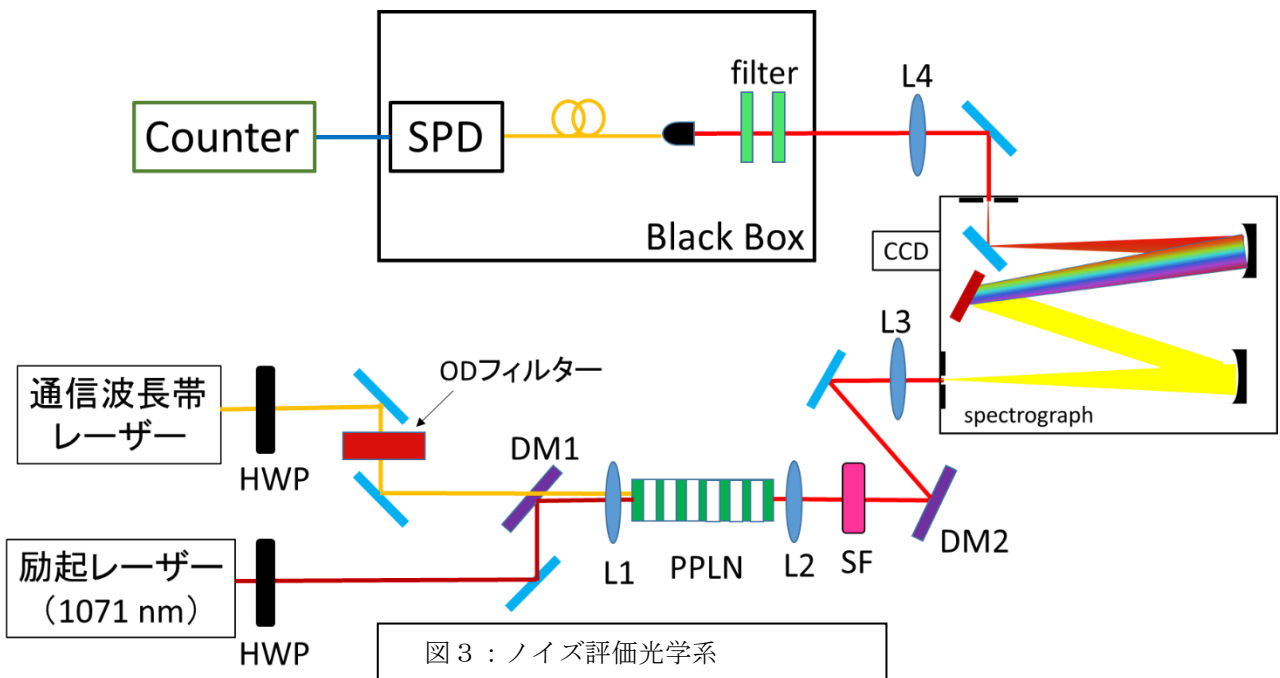 Counter
SPD
filter
Black Box
L4
CCD
L3
spectrograph
通信波長帯
レーザー
HWP
ODフィルター
DM1
L1
PPLN
L2
SF
DM2
励起レーザー
（1071 nm）
HWP
図３：ノイズ評価光学系